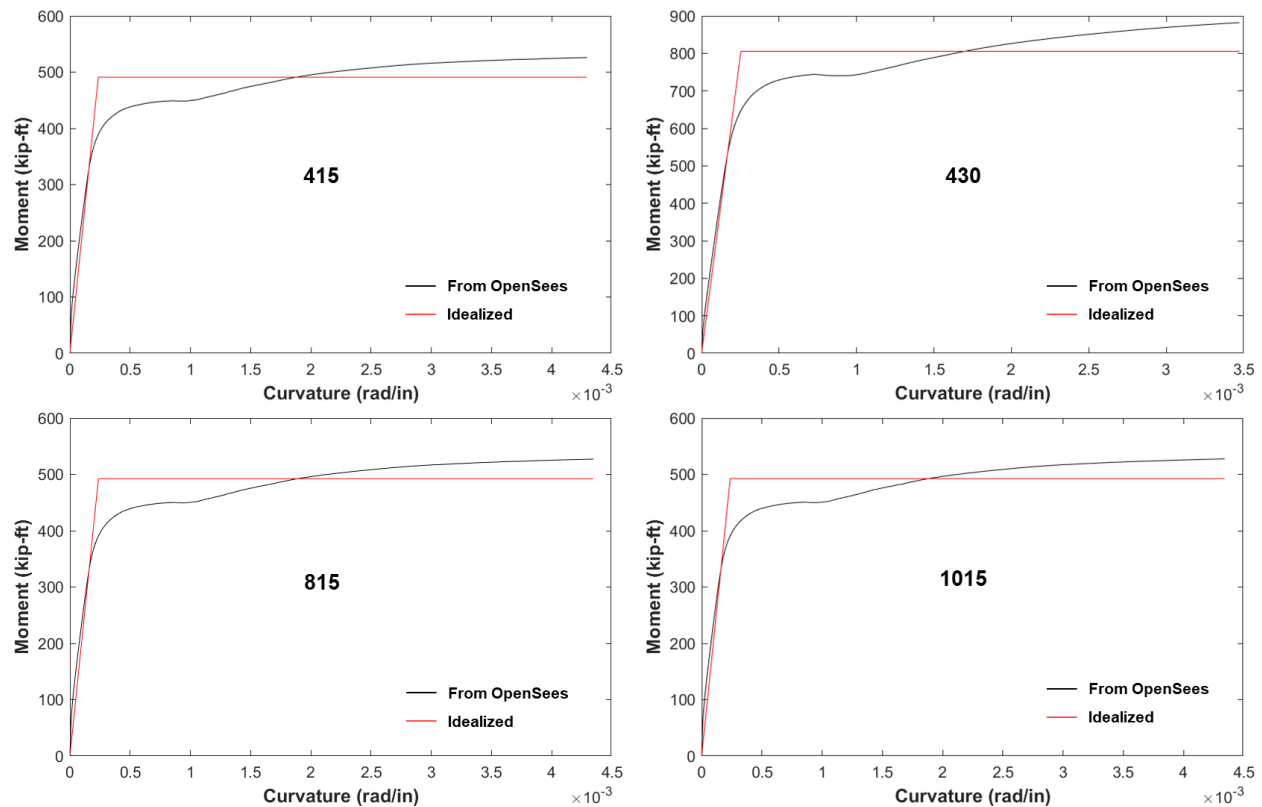 600
500
400
300
200
100
0
Moment (kip-ft)
415
From OpenSees
Idealized
0 0.5 1 1.5 2 2.5 3 3.5 4 4.5
Curvature (rad/in)
×10-3
900
800
700
600
500
400
300
200
100
0
Moment (kip-ft)
430
From OpenSees
Idealized
0 0.5 1 1.5 2 2.5 3 3.5
Curvature (rad/in)
×10-3
600
500
400
300
200
100
0
Moment (kip-ft)
815
From OpenSees
Idealized
0 0.5 1 1.5 2 2.5 3 3.5 4 4.5
Curvature (rad/in)
×10-3
600
500
400
300
200
100
0
Moment (kip-ft)
1015
From OpenSees
Idealized
0 0.5 1 1.5 2 2.5 3 3.5 4 4.5
Curvature (rad/in)
×10-3